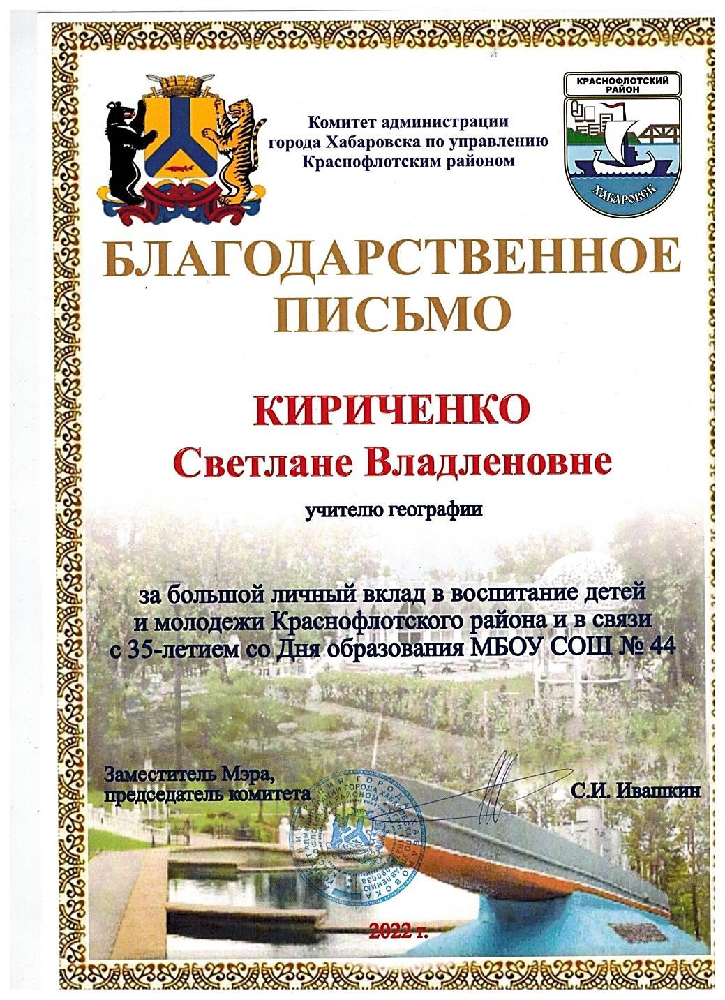 Комитет администрации
города Хабаровска по управлению
Краснофлотским районом
КРАСНОФЛОТСКИЙ
РАЙОН
ХАБАРОВСК
БЛАГОДАРСТВЕННОЕ
ПИСЬМО
КИРИЧЕНКО
Светлане Владленовне
учителю географии
за большой личный вклад в воспитание детей
и молодежи Краснофлотского района и в связи
с 35-летием со Дня образования МБОУ СОШ № 44
Заместитель Мэра,
председатель комитета
С.И. Ивашкин
2022 г.